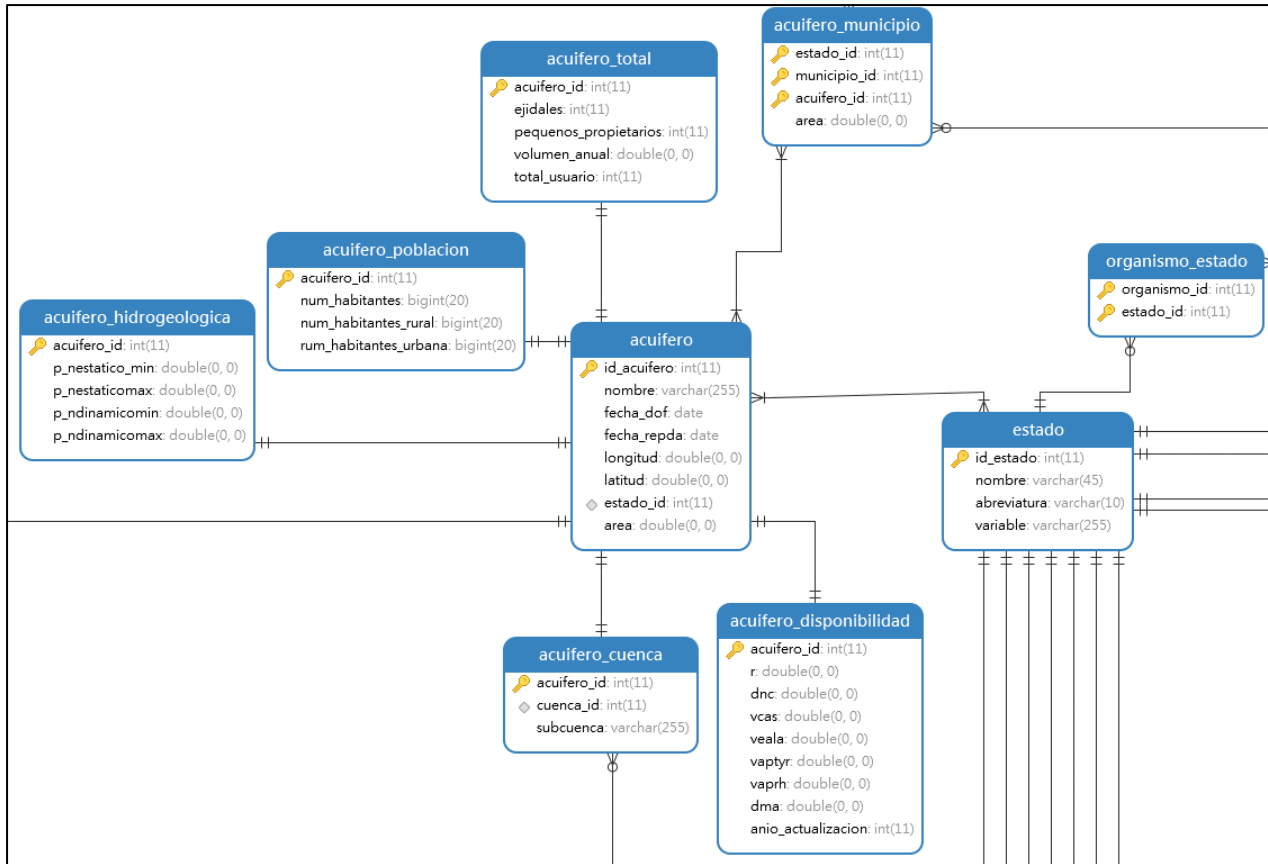 acuifero_municipio
estado_id: int(11)
municipio_id: int(11)
acuifero_id: int(11)
area: double(0, 0)
acuifero_total
acuifero_id: int(11)
ejidales: int(11)
pequenos_propietarios: int(11)
volumen_anual: double(0, 0)
total_usuario: int(11)
acuifero_poblacion
acuifero_id: int(11)
num_habitantes: bigint(20)
num_habitantes_rural: bigint(20)
rum_habitantes_urbana: bigint(20)
organismo_estado
organismo_id: int(11)
estado_id: int(11)
acuifero_hidrogeologica
acuifero_id: int(11)
p_nestatico_min: double(0, 0)
p_nestaticomax: double(0, 0)
p_ndinamicomin: double(0, 0)
p_ndinamicomax: double(0, 0)
acuifero
id_acuifero: int(11)
nombre: varchar(255)
fecha_dof: date
fecha_repda: date
longitud: double(0, 0)
latitud: double(0, 0)
estado_id: int(11)
area: double(0, 0)
estado
id_estado: int(11)
nombre: varchar(45)
abreviatura: varchar(10)
variable: varchar(255)
acuifero_cuenca
acuifero_id: int(11)
cuenca_id: int(11)
subcuenca: varchar(255)
acuifero_disponibilidad
acuifero_id: int(11)
r: double(0, 0)
dnc: double(0, 0)
vcas: double(0, 0)
veala: double(0, 0)
vaptyr: double(0, 0)
vaprh: double(0, 0)
dma: double(0, 0)
anio_actualizacion: int(11)